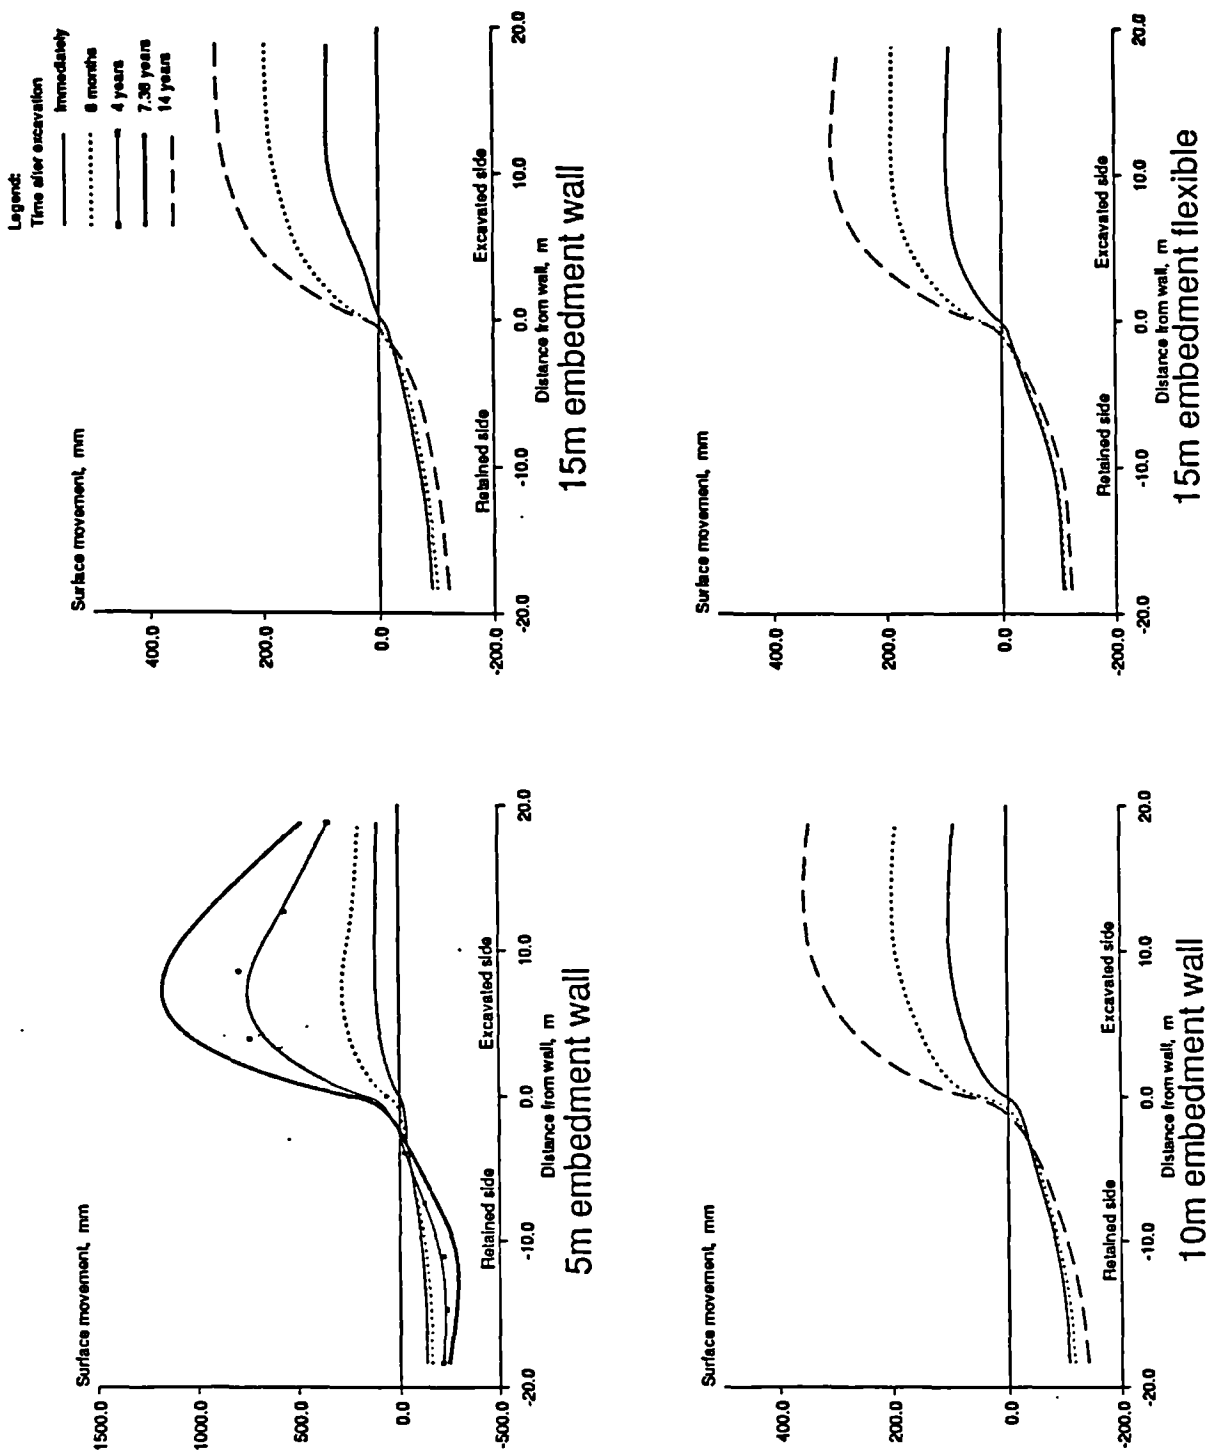 Legend:
Time after excavation
Immediately
6 months
4 years
7.36 years
14 years
Surface movement, mm
1500.0
1000.0
500.0
0.0
-500.0
-20.0
-10.0
0.0
10.0
20.0
Retained side
Excavated side
Distance from wall, m
5m embedment wall
Surface movement, mm
400.0
200.0
0.0
-200.0
-20.0
-10.0
0.0
10.0
20.0
Retained side
Excavated side
Distance from wall, m
15m embedment wall
Surface movement, mm
400.0
200.0
0.0
-200.0
-20.0
-10.0
0.0
10.0
20.0
Retained side
Excavated side
Distance from wall, m
10m embedment wall
Surface movement, mm
400.0
200.0
0.0
-200.0
-20.0
-10.0
0.0
10.0
20.0
Retained side
Excavated side
Distance from wall, m
15m embedment flexible